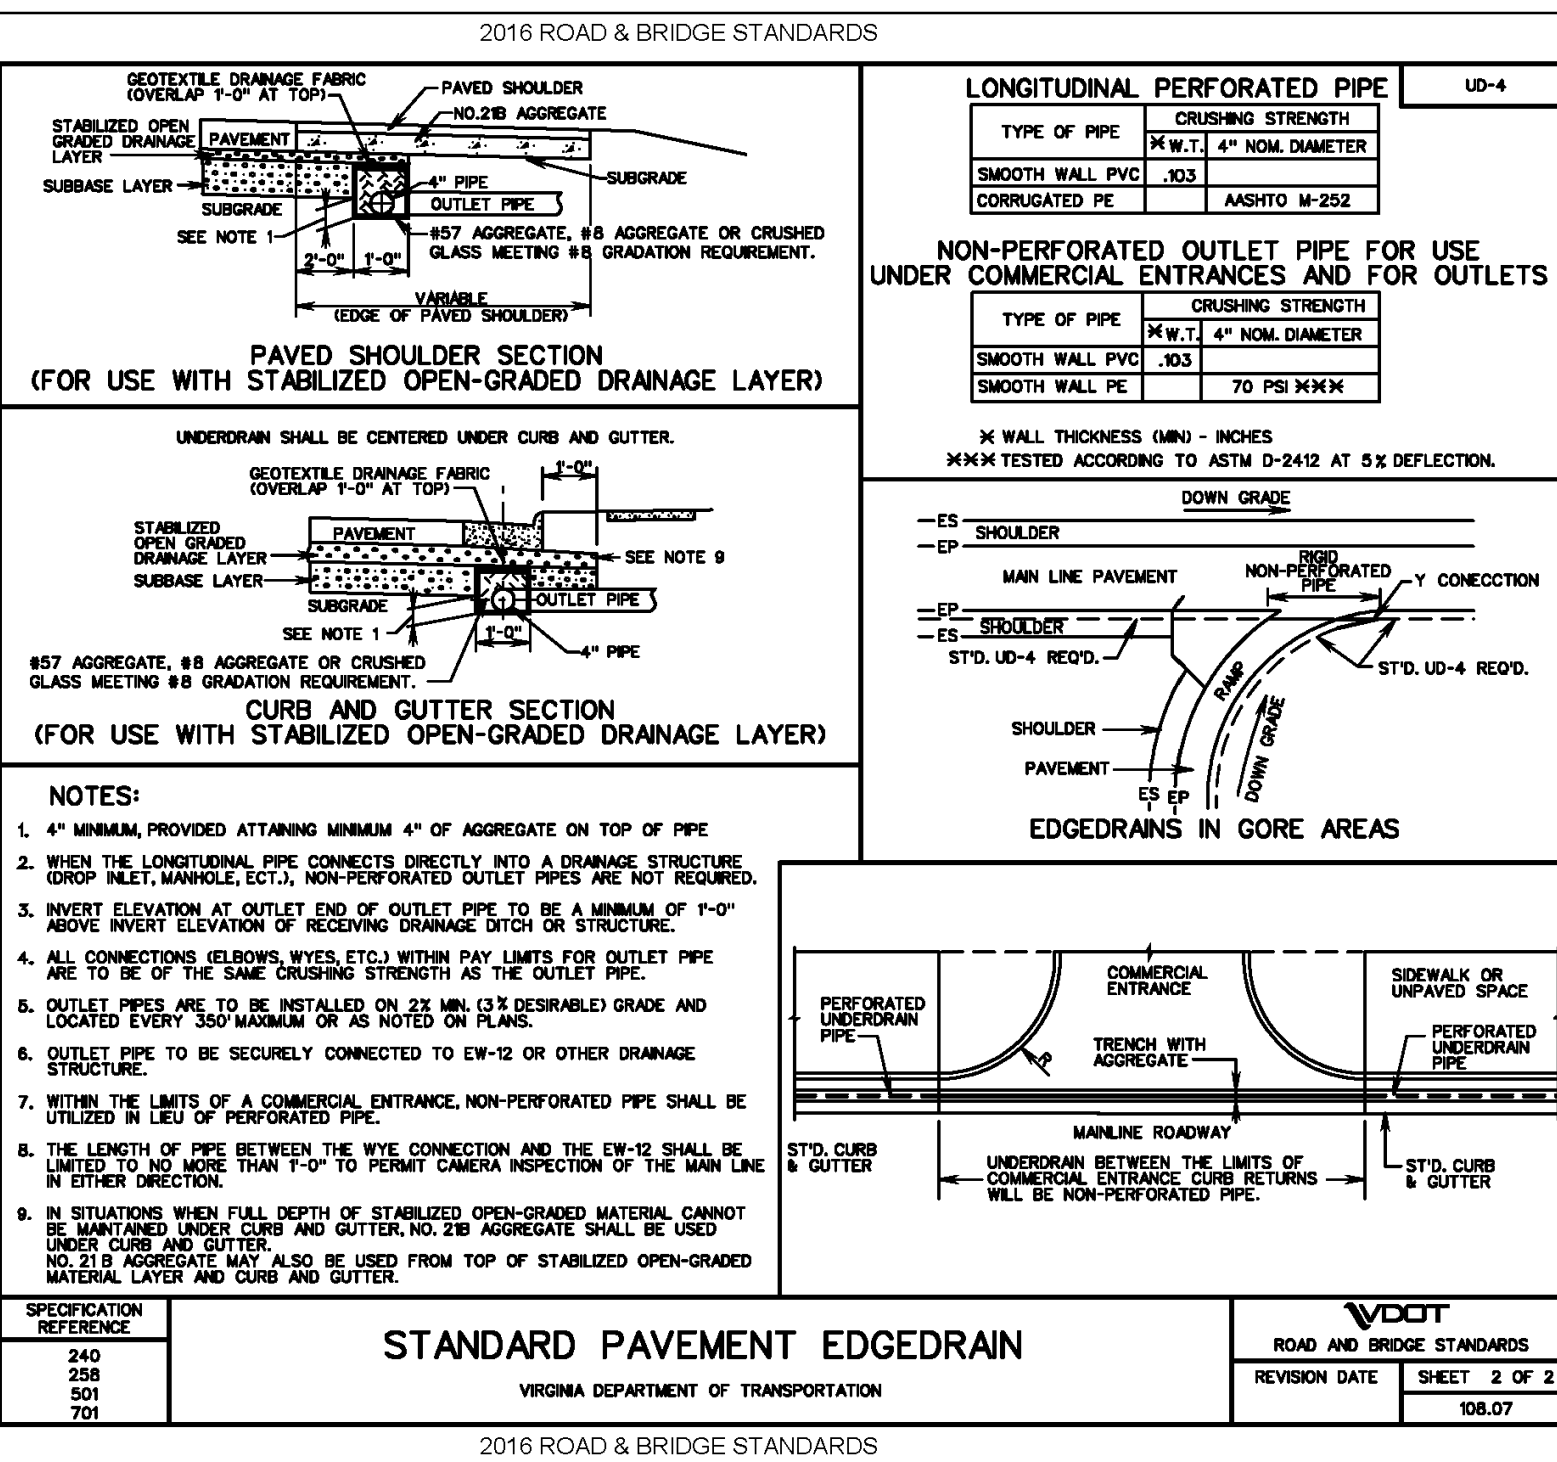 2016 ROAD & BRIDGE STANDARDS
GEOTEXTILE DRAINAGE FABRIC
(OVERLAP 1'-0" AT TOP)
PAVED SHOULDER
NO.21B AGGREGATE
STABILIZED OPEN
GRADED DRAINAGE
LAYER
PAVEMENT
SUBBASE LAYER
4" PIPE
SUBGRADE
SUBGRADE
OUTLET PIPE
SEE NOTE 1
#57 AGGREGATE, #8 AGGREGATE OR CRUSHED
GLASS MEETING #8 GRADATION REQUIREMENT.
2'-0" 1'-0"
VARIABLE
(EDGE OF PAVED SHOULDER)
PAVED SHOULDER SECTION
(FOR USE WITH STABILIZED OPEN-GRADED DRAINAGE LAYER)
UNDERDRAIN SHALL BE CENTERED UNDER CURB AND GUTTER.
GEOTEXTILE DRAINAGE FABRIC
(OVERLAP 1'-0" AT TOP)
1'-0"
STABILIZED
OPEN GRADED
DRAINAGE LAYER
PAVEMENT
SEE NOTE 9
SUBBASE LAYER
SUBGRADE
OUTLET PIPE
SEE NOTE 1
1'-0"
4" PIPE
#57 AGGREGATE, #8 AGGREGATE OR CRUSHED
GLASS MEETING #8 GRADATION REQUIREMENT.
CURB AND GUTTER SECTION
(FOR USE WITH STABILIZED OPEN-GRADED DRAINAGE LAYER)
NOTES:
1. 4" MINIMUM, PROVIDED ATTAINING MINIMUM 4" OF AGGREGATE ON TOP OF PIPE
2. WHEN THE LONGITUDINAL PIPE CONNECTS DIRECTLY INTO A DRAINAGE STRUCTURE
(DROP INLET, MANHOLE, ECT.), NON-PERFORATED OUTLET PIPES ARE NOT REQUIRED.
3. INVERT ELEVATION AT OUTLET END OF OUTLET PIPE TO BE A MINIMUM OF 1'-0"
ABOVE INVERT ELEVATION OF RECEIVING DRAINAGE DITCH OR STRUCTURE.
4. ALL CONNECTIONS (ELBOWS, WYES, ETC.) WITHIN PAY LIMITS FOR OUTLET PIPE
ARE TO BE OF THE SAME CRUSHING STRENGTH AS THE OUTLET PIPE.
5. OUTLET PIPES ARE TO BE INSTALLED ON 2% MIN. (3% DESIRABLE) GRADE AND
LOCATED EVERY 350' MAXIMUM OR AS NOTED ON PLANS.
6. OUTLET PIPE TO BE SECURELY CONNECTED TO EW-12 OR OTHER DRAINAGE
STRUCTURE.
7. WITHIN THE LIMITS OF A COMMERCIAL ENTRANCE, NON-PERFORATED PIPE SHALL BE
UTILIZED IN LIEU OF PERFORATED PIPE.
8. THE LENGTH OF PIPE BETWEEN THE WYE CONNECTION AND THE EW-12 SHALL BE
LIMITED TO NO MORE THAN 1'-0" TO PERMIT CAMERA INSPECTION OF THE MAIN LINE
IN EITHER DIRECTION.
9. IN SITUATIONS WHEN FULL DEPTH OF STABILIZED OPEN-GRADED MATERIAL CANNOT
BE MAINTAINED UNDER CURB AND GUTTER, NO. 21B AGGREGATE SHALL BE USED
UNDER CURB AND GUTTER.
NO. 21 B AGGREGATE MAY ALSO BE USED FROM TOP OF STABILIZED OPEN-GRADED
MATERIAL LAYER AND CURB AND GUTTER.
LONGITUDINAL PERFORATED PIPE
UD-4
TYPE OF PIPE CRUSHING STRENGTH
* W.T. 4" NOM. DIAMETER
SMOOTH WALL PVC .103
CORRUGATED PE AASHTO M-252
NON-PERFORATED OUTLET PIPE FOR USE
UNDER COMMERCIAL ENTRANCES AND FOR OUTLETS
TYPE OF PIPE CRUSHING STRENGTH
* W.T. 4" NOM. DIAMETER
SMOOTH WALL PVC .103
SMOOTH WALL PE 70 PSI ***
* WALL THICKNESS (MIN) - INCHES
*** TESTED ACCORDING TO ASTM D-2412 AT 5% DEFLECTION.
DOWN GRADE
ES
SHOULDER
EP
MAIN LINE PAVEMENT
RIGID
NON-PERFORATED
PIPE
Y CONECCTION
EP
SHOULDER
ES
ST'D. UD-4 REQ'D.
ST'D. UD-4 REQ'D.
RAMP
SHOULDER
DOWN GRADE
PAVEMENT
ES EP
EDGEDRAINS IN GORE AREAS
COMMERCIAL
ENTRANCE
SIDEWALK OR
UNPAVED SPACE
PERFORATED
UNDERDRAIN
PIPE
R
TRENCH WITH
AGGREGATE
PERFORATED
UNDERDRAIN
PIPE
MAINLINE ROADWAY
ST'D. CURB
& GUTTER
UNDERDRAIN BETWEEN THE LIMITS OF
COMMERCIAL ENTRANCE CURB RETURNS
WILL BE NON-PERFORATED PIPE.
ST'D. CURB
& GUTTER
SPECIFICATION
REFERENCE
240
258
501
701
STANDARD PAVEMENT EDGEDRAIN
VIRGINIA DEPARTMENT OF TRANSPORTATION
VDOT
ROAD AND BRIDGE STANDARDS
REVISION DATE
SHEET 2 OF 2
108.07
2016 ROAD & BRIDGE STANDARDS